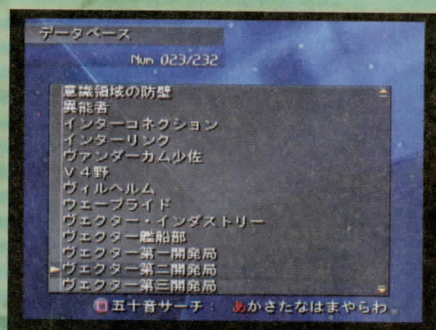 データベース
Num 023/232
意識領域の防壁
異能者
インターコネクション
インターリンク
ヴァンダーカム少佐
V4野
ヴィルヘルム
ウェーブライド
ヴェクター・インダストリー
ヴェクター艦船部
ヴェクター第一開発局
ヴェクター第二開発局
ヴェクター第三開発局
五十音サーチ： あかさたなはまやらわ